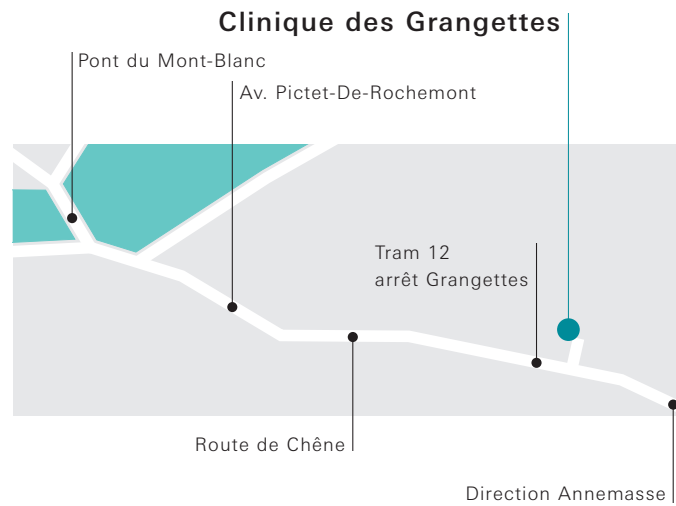 Clinique des Grangettes
Pont du Mont-Blanc
Av. Pictet-De-Rochemont
Tram 12
arrêt Grangettes
Route de Chêne
Direction Annemasse